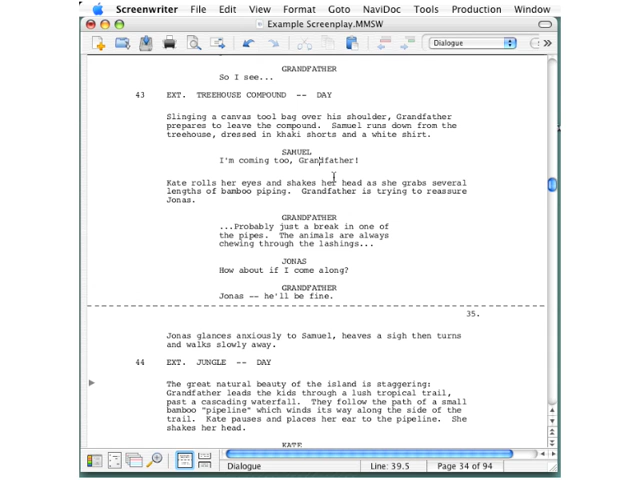 Screenwriter File Edit View Format Goto NaviDoc Tools Production Window
Example Screenplay.MMSW
Dialogue
GRANDFATHER
So I see...
43 EXT. TREEHOUSE COMPOUND -- DAY
Slinging a canvas tool bag over his shoulder, Grandfather
prepares to leave the compound. Samuel runs down from the
treehouse, dressed in khaki shorts and a white shirt.
SAMUEL
I'm coming too, Grandfather!
Kate rolls her eyes and shakes her head as she grabs several
lengths of bamboo piping. Grandfather is trying to reassure
Jonas.
GRANDFATHER
...Probably just a break in one of
the pipes. The animals are always
chewing through the lashings...
JONAS
How about if I come along?
GRANDFATHER
Jonas -- he'll be fine.
35.
Jonas glances anxiously to Samuel, heaves a sigh then turns
and walks slowly away.
44 EXT. JUNGLE -- DAY
The great natural beauty of the island is staggering:
Grandfather leads the kids through a lush tropical trail,
past a cascading waterfall. They follow the path of a small
bamboo "pipeline" which winds its way along the side of the
trail. Kate pauses and places her ear to the pipeline. She
shakes her head.
KATE
Dialogue Line: 39.5 Page 34 of 94